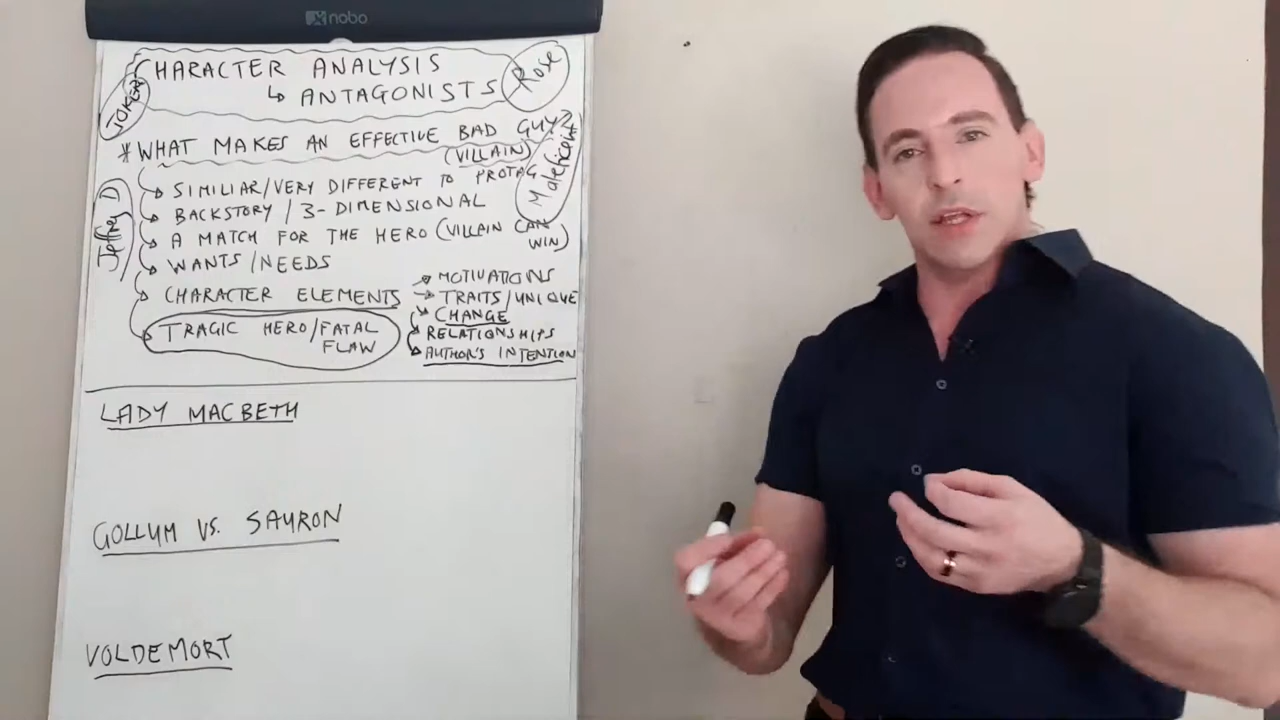 nobo
CHARACTER ANALYSIS
↳ ANTAGONISTS
JOKER
Rose
* WHAT MAKES AN EFFECTIVE BAD GUY
(VILLAIN)
Maleficent
Jeffrey D
SIMILIAR/VERY DIFFERENT TO PROTAG
BACKSTORY / 3-DIMENSIONAL
A MATCH FOR THE HERO (VILLAIN CAN
WIN)
WANTS/NEEDS
CHARACTER ELEMENTS
MOTIVATIONS
TRAITS/UNIQUE
CHANGE
RELATIONSHIPS
AUTHOR'S INTENTION
TRAGIC HERO/FATAL
FLAW
LADY MACBETH
GOLLUM VS. SAURON
VOLDEMORT